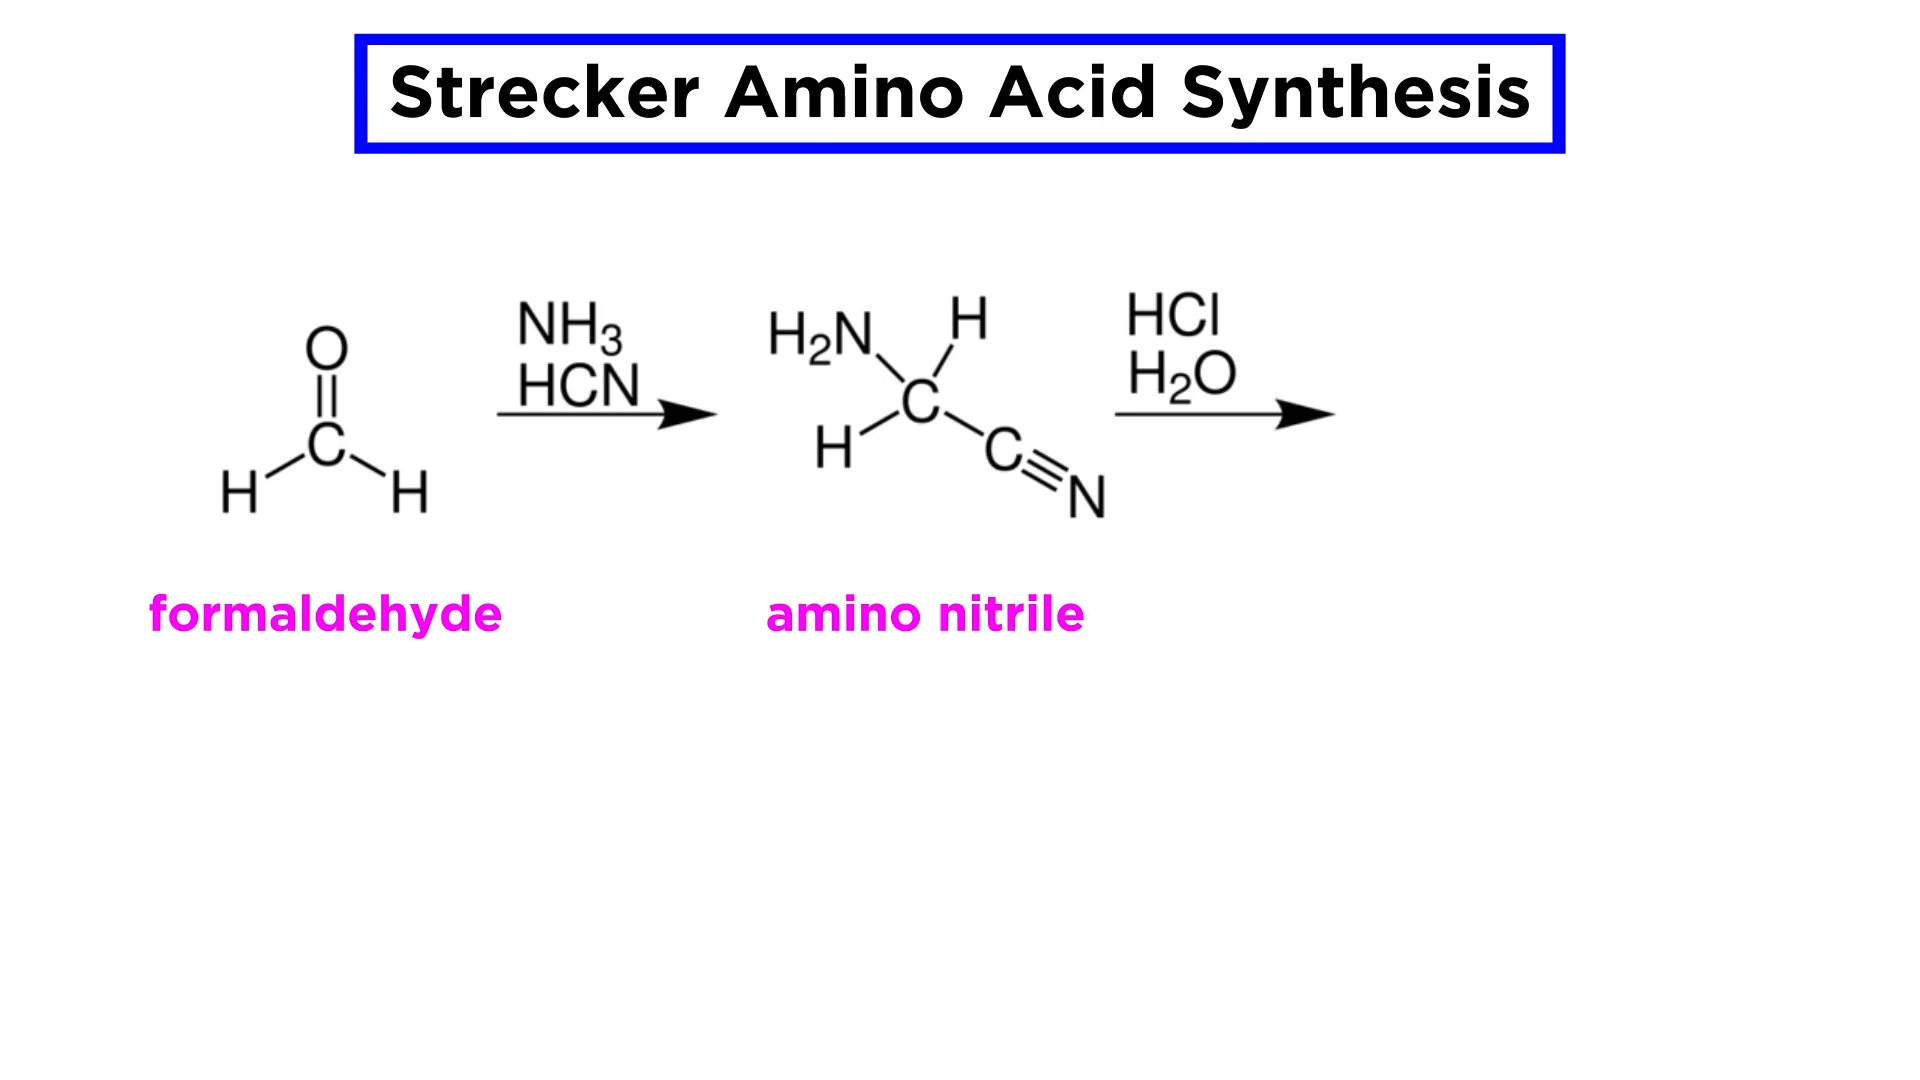 Strecker Amino Acid Synthesis
O
C
H H
NH₃
HCN
H₂N H
C
H C
N
HCl
H₂O
formaldehyde
amino nitrile